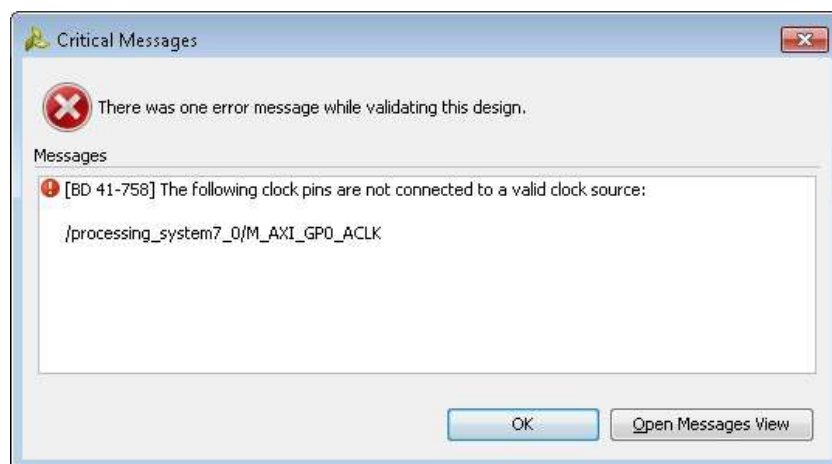 Critical Messages
There was one error message while validating this design.
Messages
[BD 41-758] The following clock pins are not connected to a valid clock source:
/processing_system7_0/M_AXI_GP0_ACLK
OK
Open Messages View